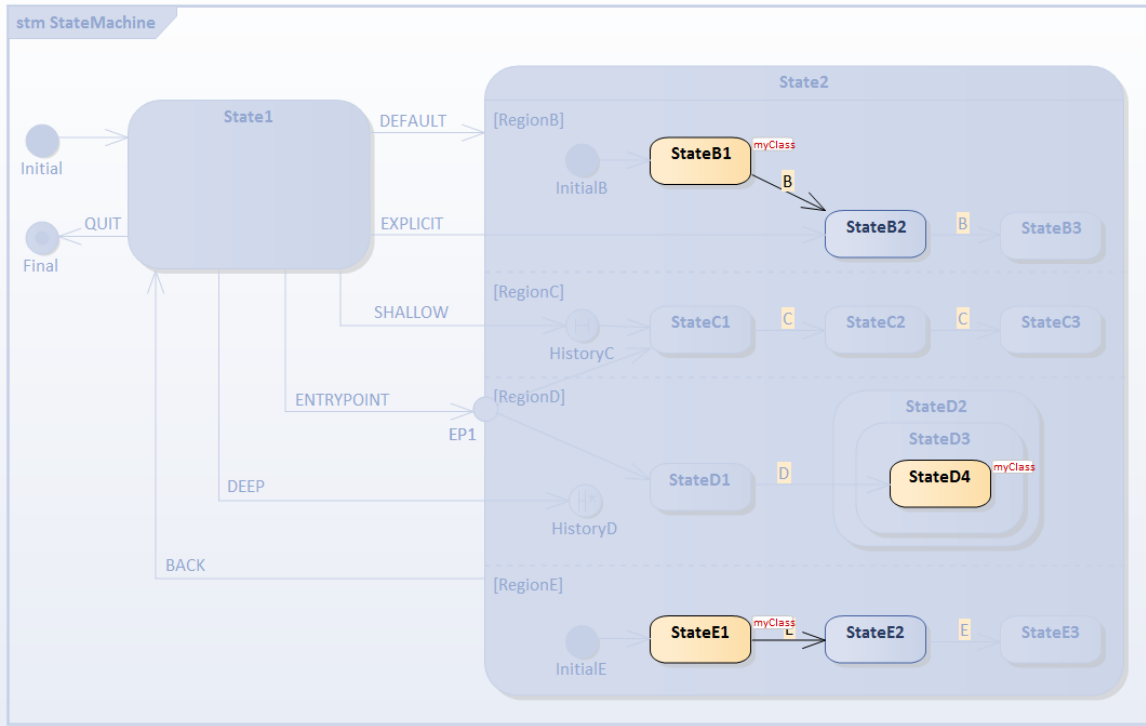 stm StateMachine
State2
State1
DEFAULT
[RegionB]
Initial
StateB1
myClass
InitialB
B
QUIT
EXPLICIT
StateB2
B
StateB3
Final
[RegionC]
SHALLOW
HistoryC
StateC1
C
StateC2
C
StateC3
ENTRYPOINT
[RegionD]
EP1
StateD2
StateD3
StateD1
D
StateD4
myClass
DEEP
HistoryD
BACK
[RegionE]
InitialE
StateE1
myClass
StateE2
E
StateE3